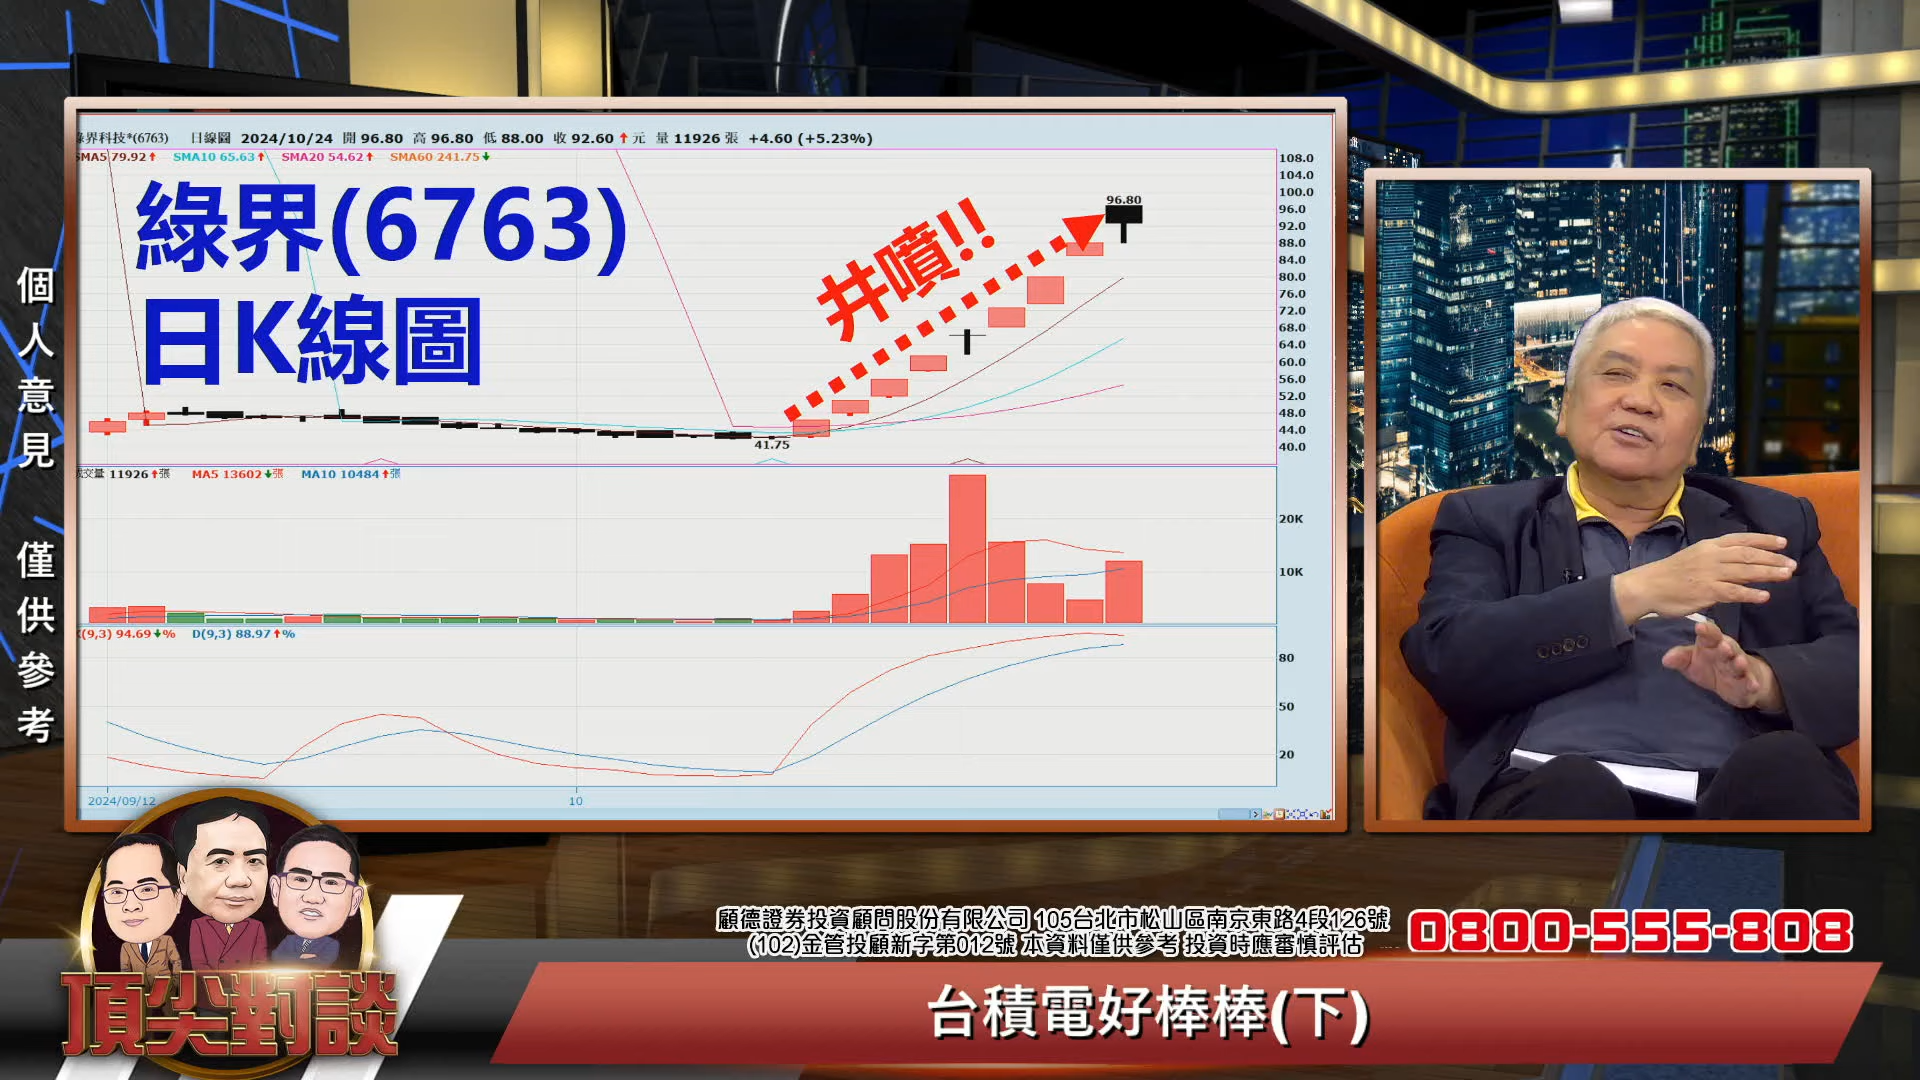 綠界科技*(6763) 日線圖 2024/10/24 開 96.80 高 96.80 低 88.00 收 92.60 ↑ 元 量 11926 張 +4.60 (+5.23%)
SMA5 79.92↑ SMA10 65.63↑ SMA20 54.62↑ SMA60 241.75↓
綠界(6763)
日K線圖
井噴!!
96.80
41.75
108.0
104.0
100.0
96.0
92.0
88.0
84.0
80.0
76.0
72.0
68.0
64.0
60.0
56.0
52.0
48.0
44.0
40.0
成交量 11926↑張 MA5 13602↓張 MA10 10484↑張
20K
10K
K(9,3) 94.69↓% D(9,3) 88.97↑%
80
50
20
2024/09/12
10
個人意見 僅供參考
頂尖對談
顧德證券投資顧問股份有限公司 105台北市松山區南京東路4段126號
(102)金管投顧新字第012號 本資料僅供參考 投資時應審慎評估
0800-555-808
台積電好棒棒(下)